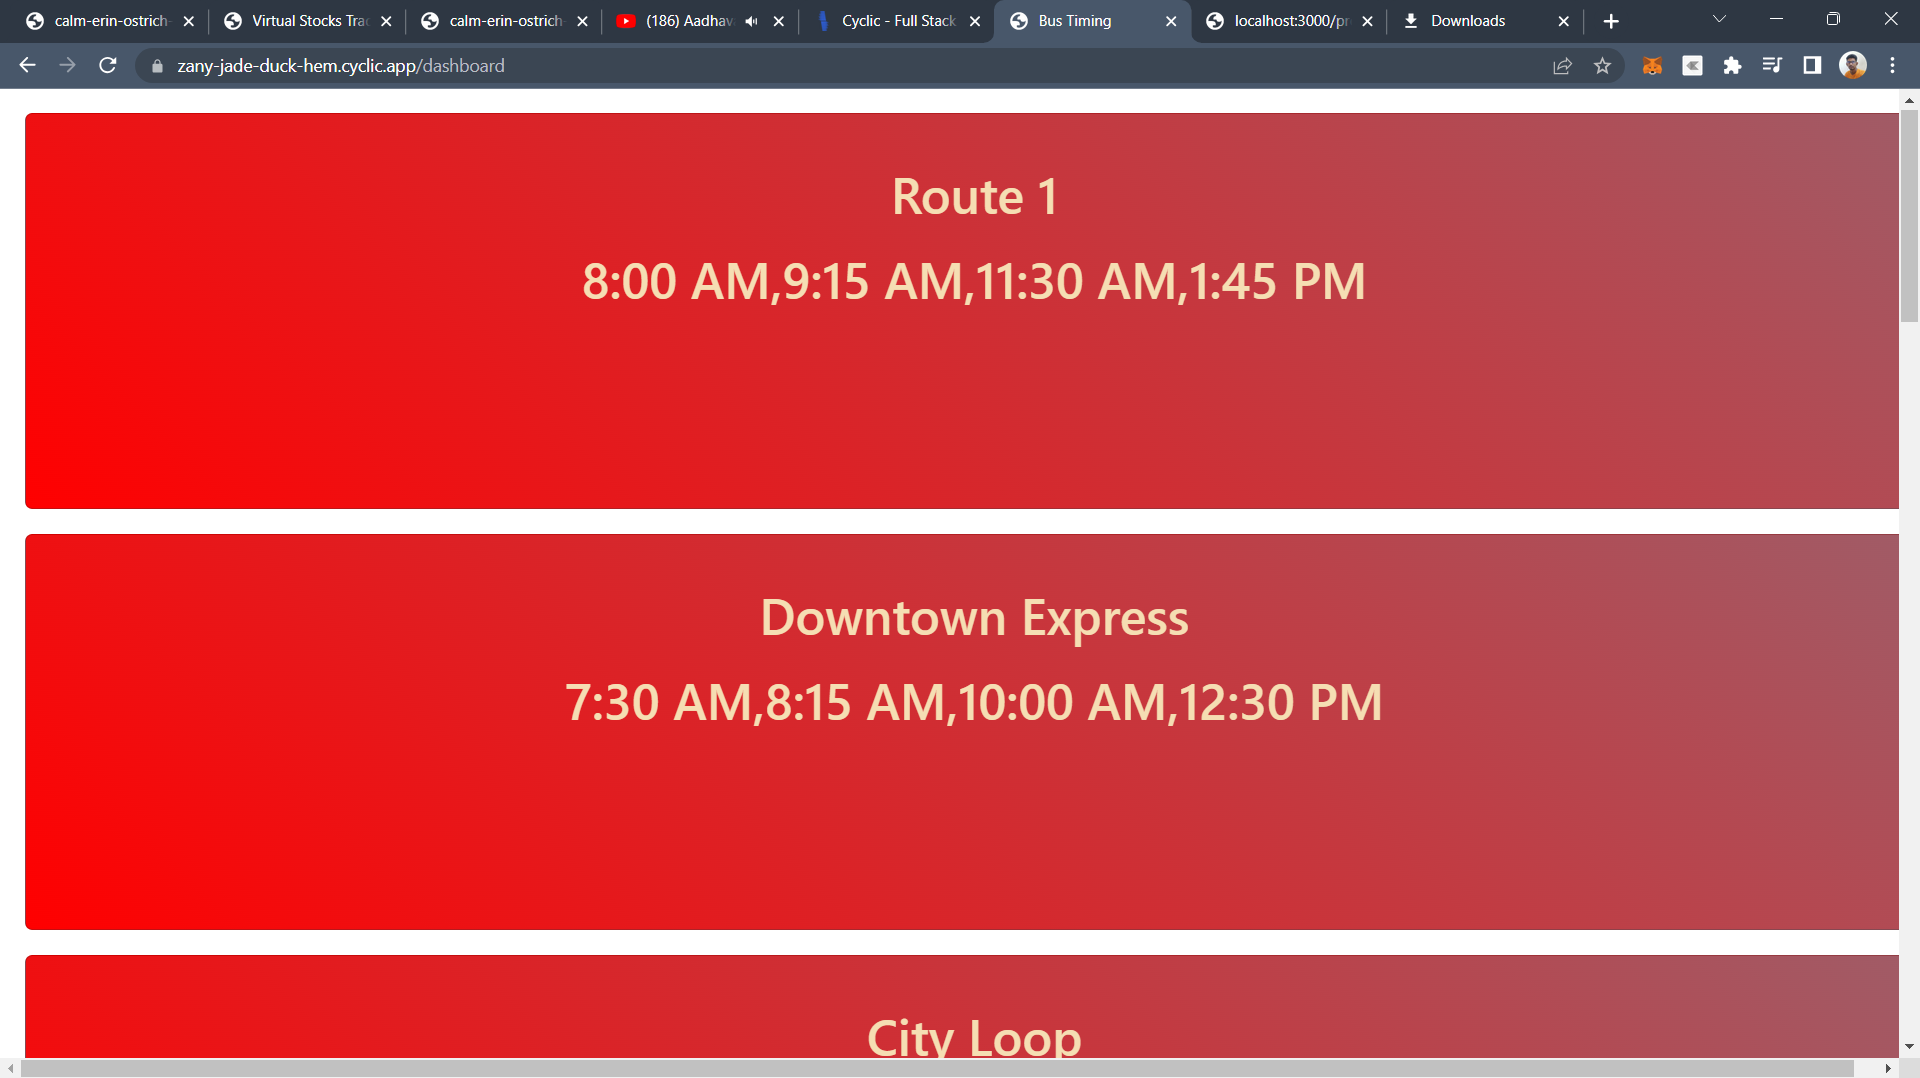 calm-erin-ostrich-
Virtual Stocks Trac
calm-erin-ostrich-
(186) Aadhav
Cyclic - Full Stack
Bus Timing
localhost:3000/pr
Downloads
zany-jade-duck-hem.cyclic.app/dashboard
Route 1
8:00 AM,9:15 AM,11:30 AM,1:45 PM
Downtown Express
7:30 AM,8:15 AM,10:00 AM,12:30 PM
City Loop